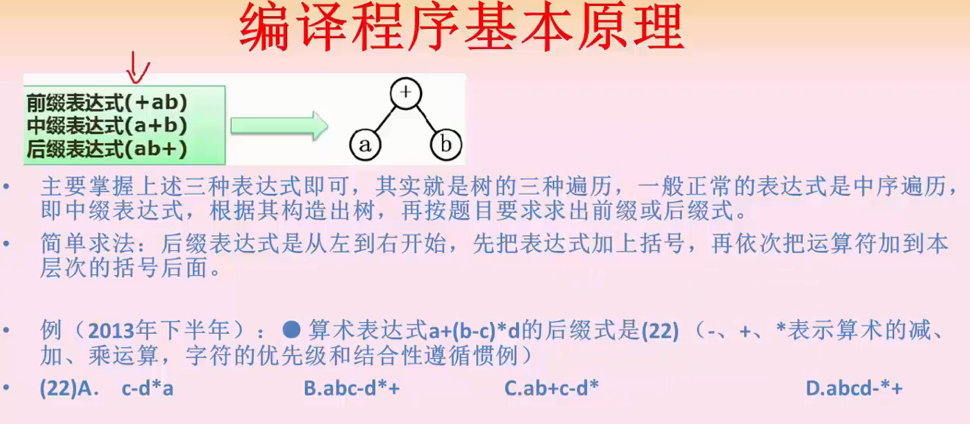 编译程序基本原理
前缀表达式(+ab)
中缀表达式(a+b)
后缀表达式(ab+)
+
a b
• 主要掌握上述三种表达式即可，其实就是树的三种遍历，一般正常的表达式是中序遍历，
即中缀表达式，根据其构造出树，再按题目要求求出前缀或后缀式。
• 简单求法：后缀表达式是从左到右开始，先把表达式加上括号，再依次把运算符加到本
层次的括号后面。
• 例（2013年下半年）：● 算术表达式a+(b-c)*d的后缀式是(22)（-、+、*表示算术的减、
加、乘运算，字符的优先级和结合性遵循惯例）
• (22)A. c-d*a B.abc-d*+ C.ab+c-d* D.abcd-*+